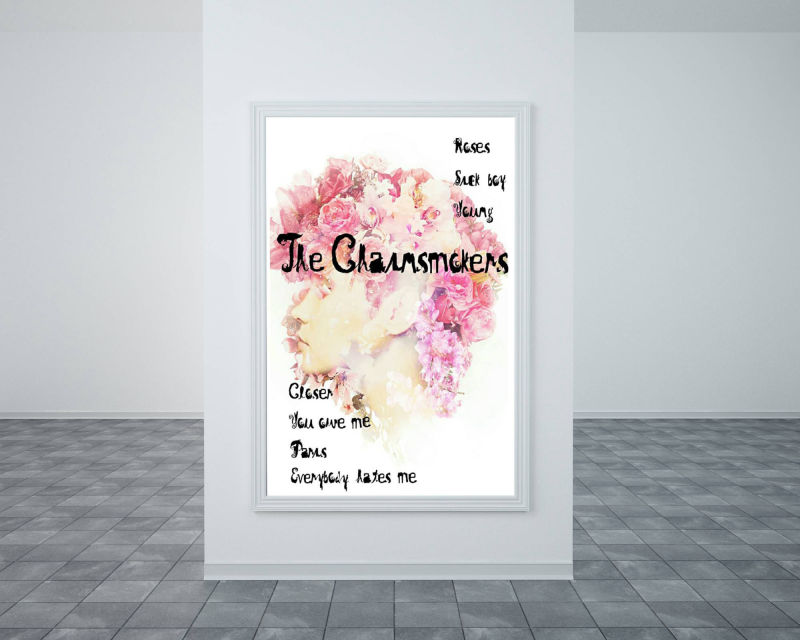 Roses
Sick boy
Young
The Chainsmokers
Closer
You owe me
Paris
Everybody hates me